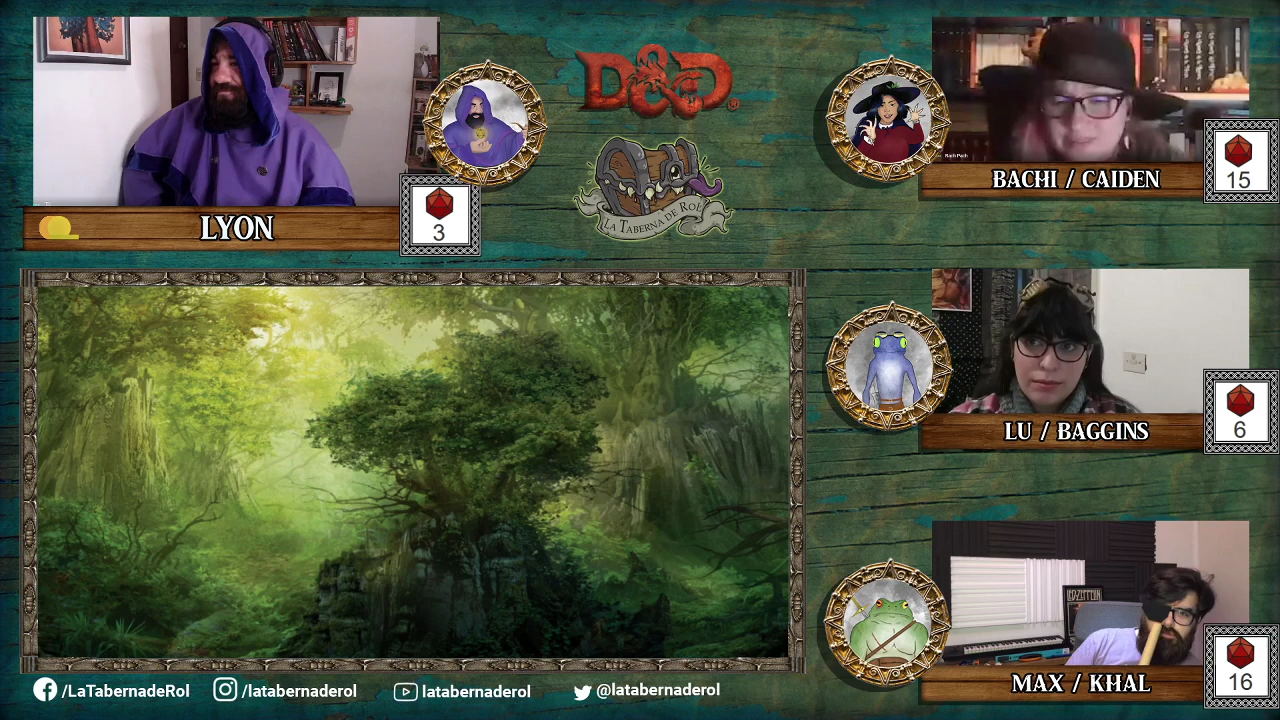 D&D
LA TABERNA DE ROL
LYON
3
BACHI / CAIDEN
15
LU / BAGGINS
6
LED-ZEPPELIN
MAX / KHAL
16
/LaTabernadeRol
/latabernaderol
latabernaderol
@latabernaderol